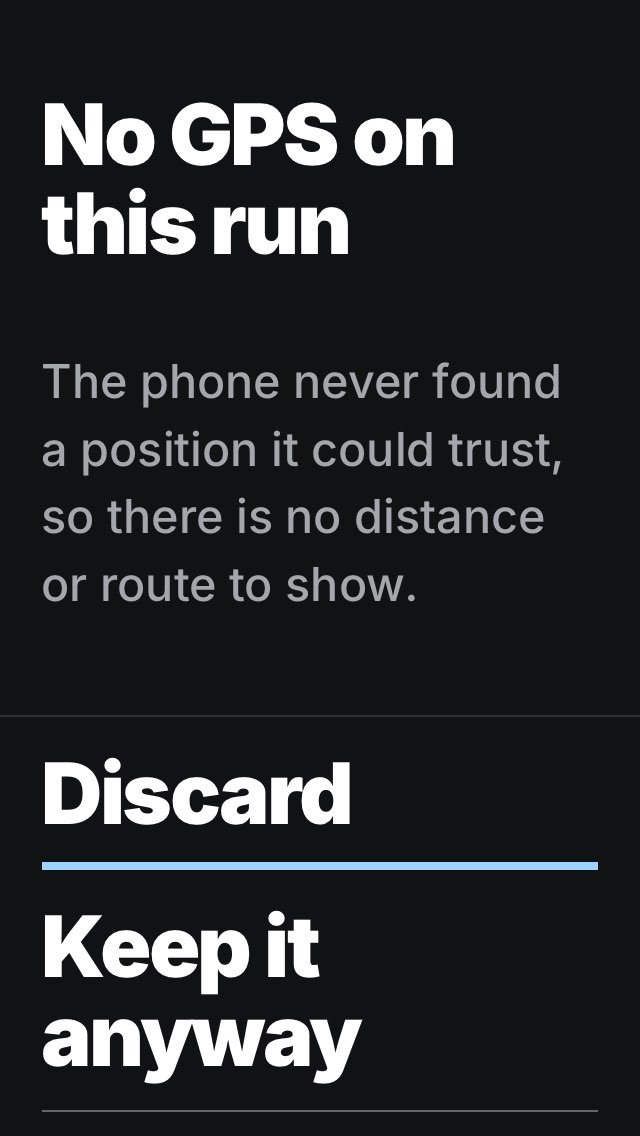 No GPS on
this run
The phone never found
a position it could trust,
so there is no distance
or route to show.
Discard
Keep it
anyway